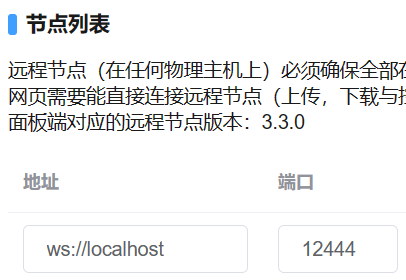 节点列表
远程节点（在任何物理主机上）必须确保全部在
网页需要能直接连接远程节点（上传，下载与
面板端对应的远程节点版本：3.3.0
地址 端口
ws://localhost 12444